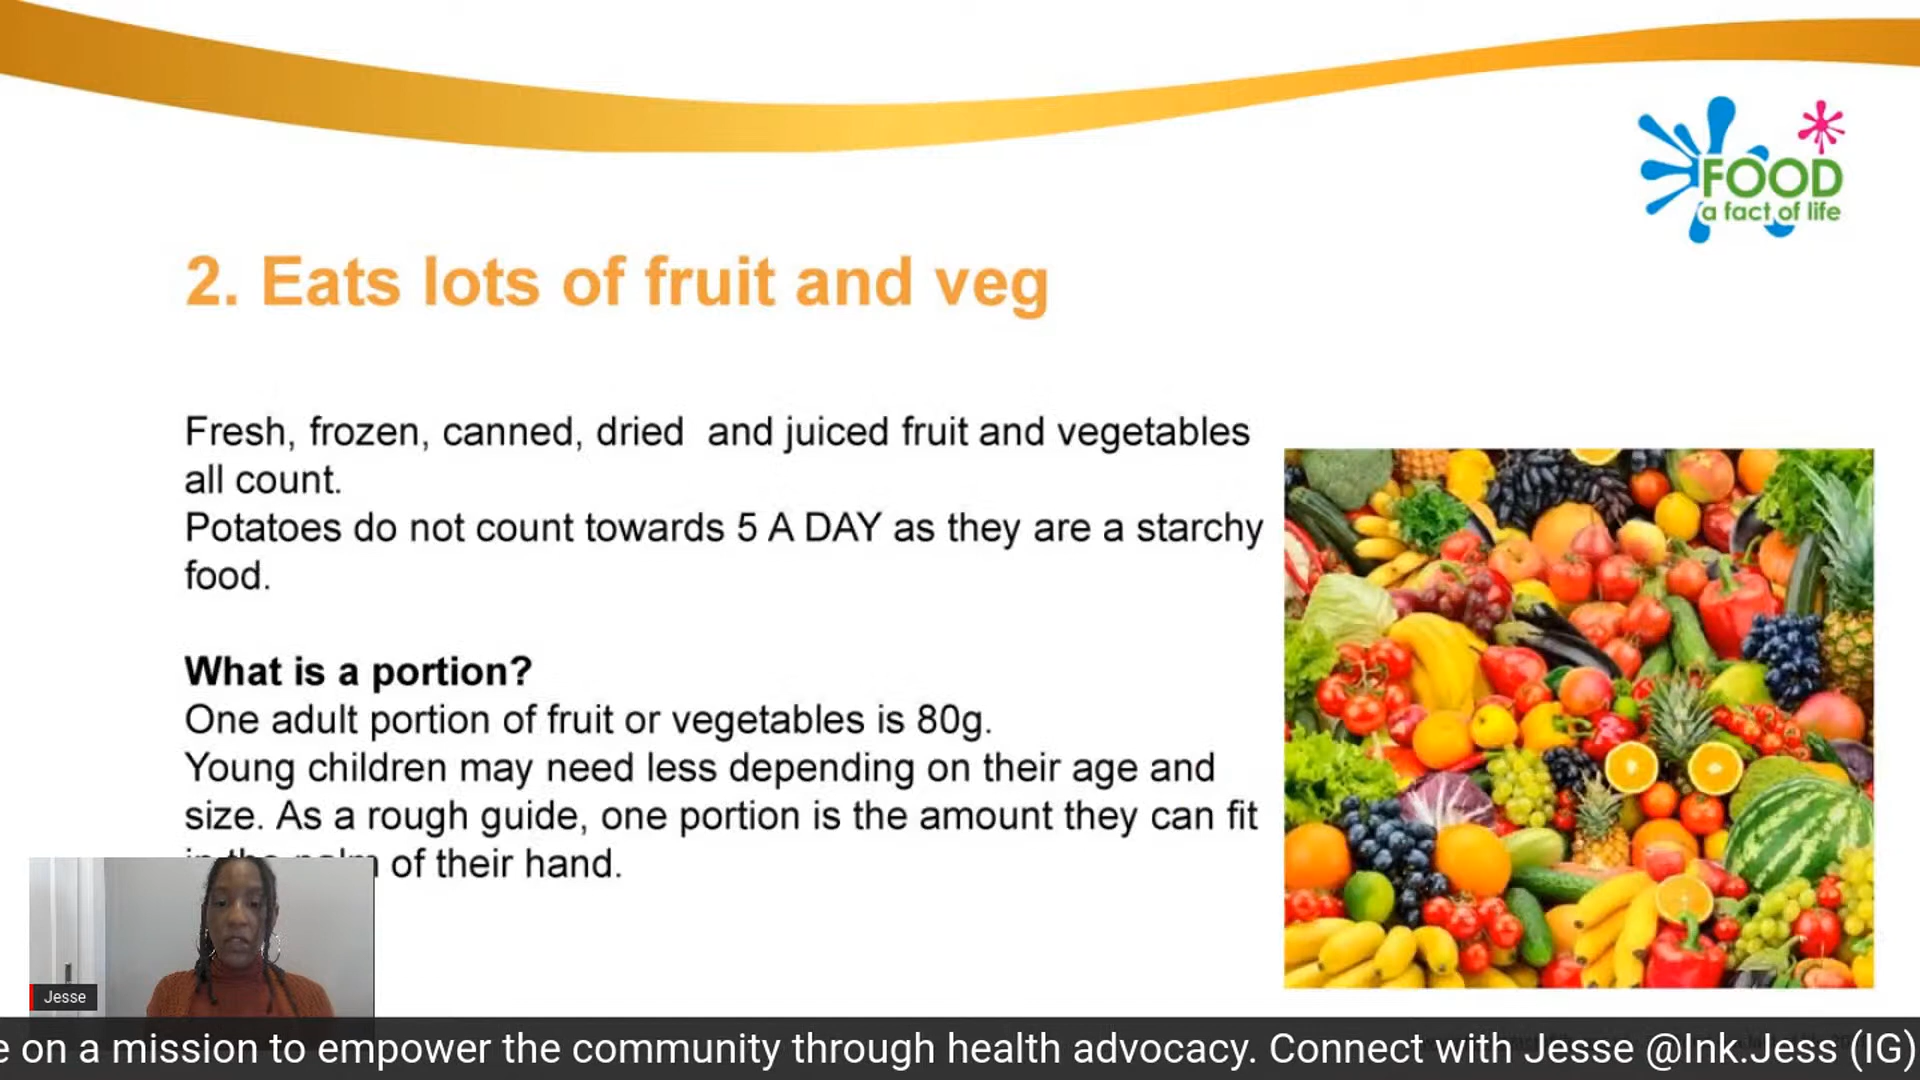 FOOD
a fact of life
2. Eats lots of fruit and veg
Fresh, frozen, canned, dried and juiced fruit and vegetables
all count.
Potatoes do not count towards 5 A DAY as they are a starchy
food.
What is a portion?
One adult portion of fruit or vegetables is 80g.
Young children may need less depending on their age and
size. As a rough guide, one portion is the amount they can fit
in the palm of their hand.
Jesse
e on a mission to empower the community through health advocacy. Connect with Jesse @Ink.Jess (IG)